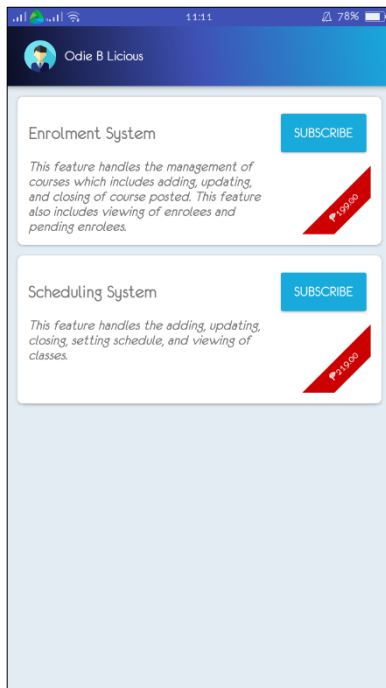 11:11
78%
Odie B Licious
Enrolment System
SUBSCRIBE
This feature handles the management of
courses which includes adding, updating,
and closing of course posted. This feature
also includes viewing of enrolees and
pending enrolees.
₱199.00
Scheduling System
SUBSCRIBE
This feature handles the adding, updating,
closing, setting schedule, and viewing of
classes.
₱219.00